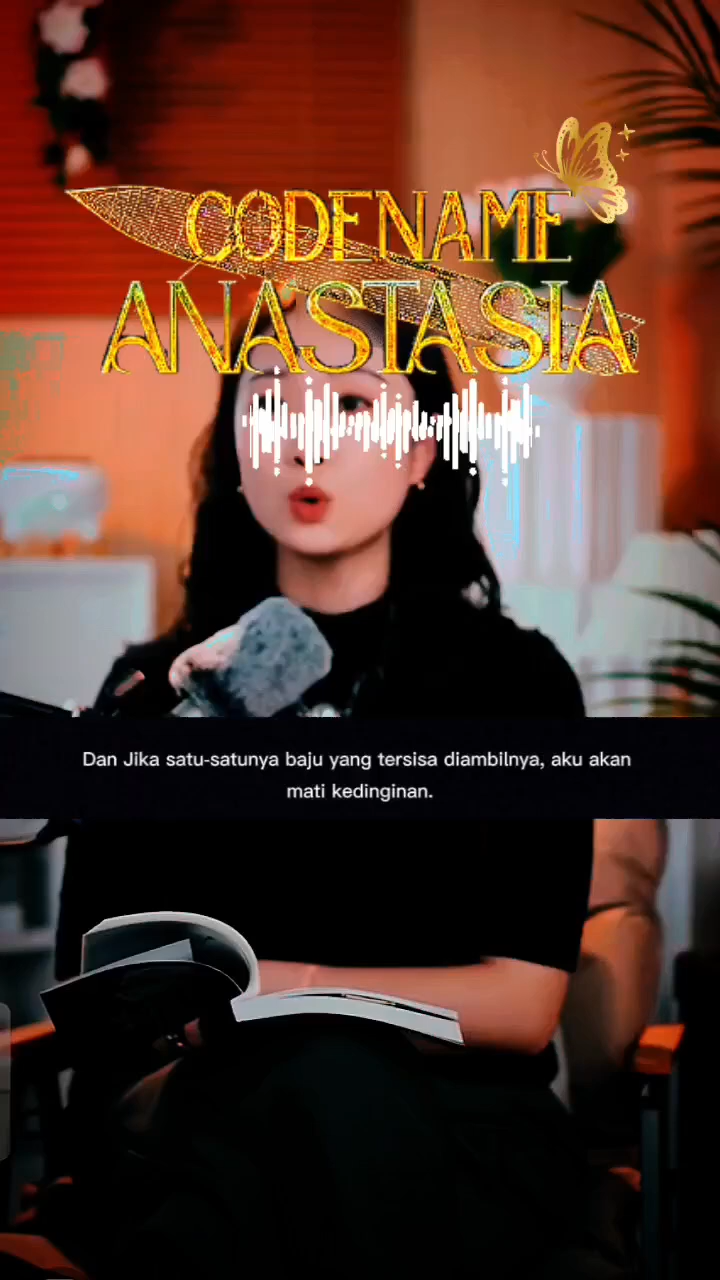 CODENAME
ANASTASIA
Dan Jika satu-satunya baju yang tersisa diambilnya, aku akan
mati kedinginan.